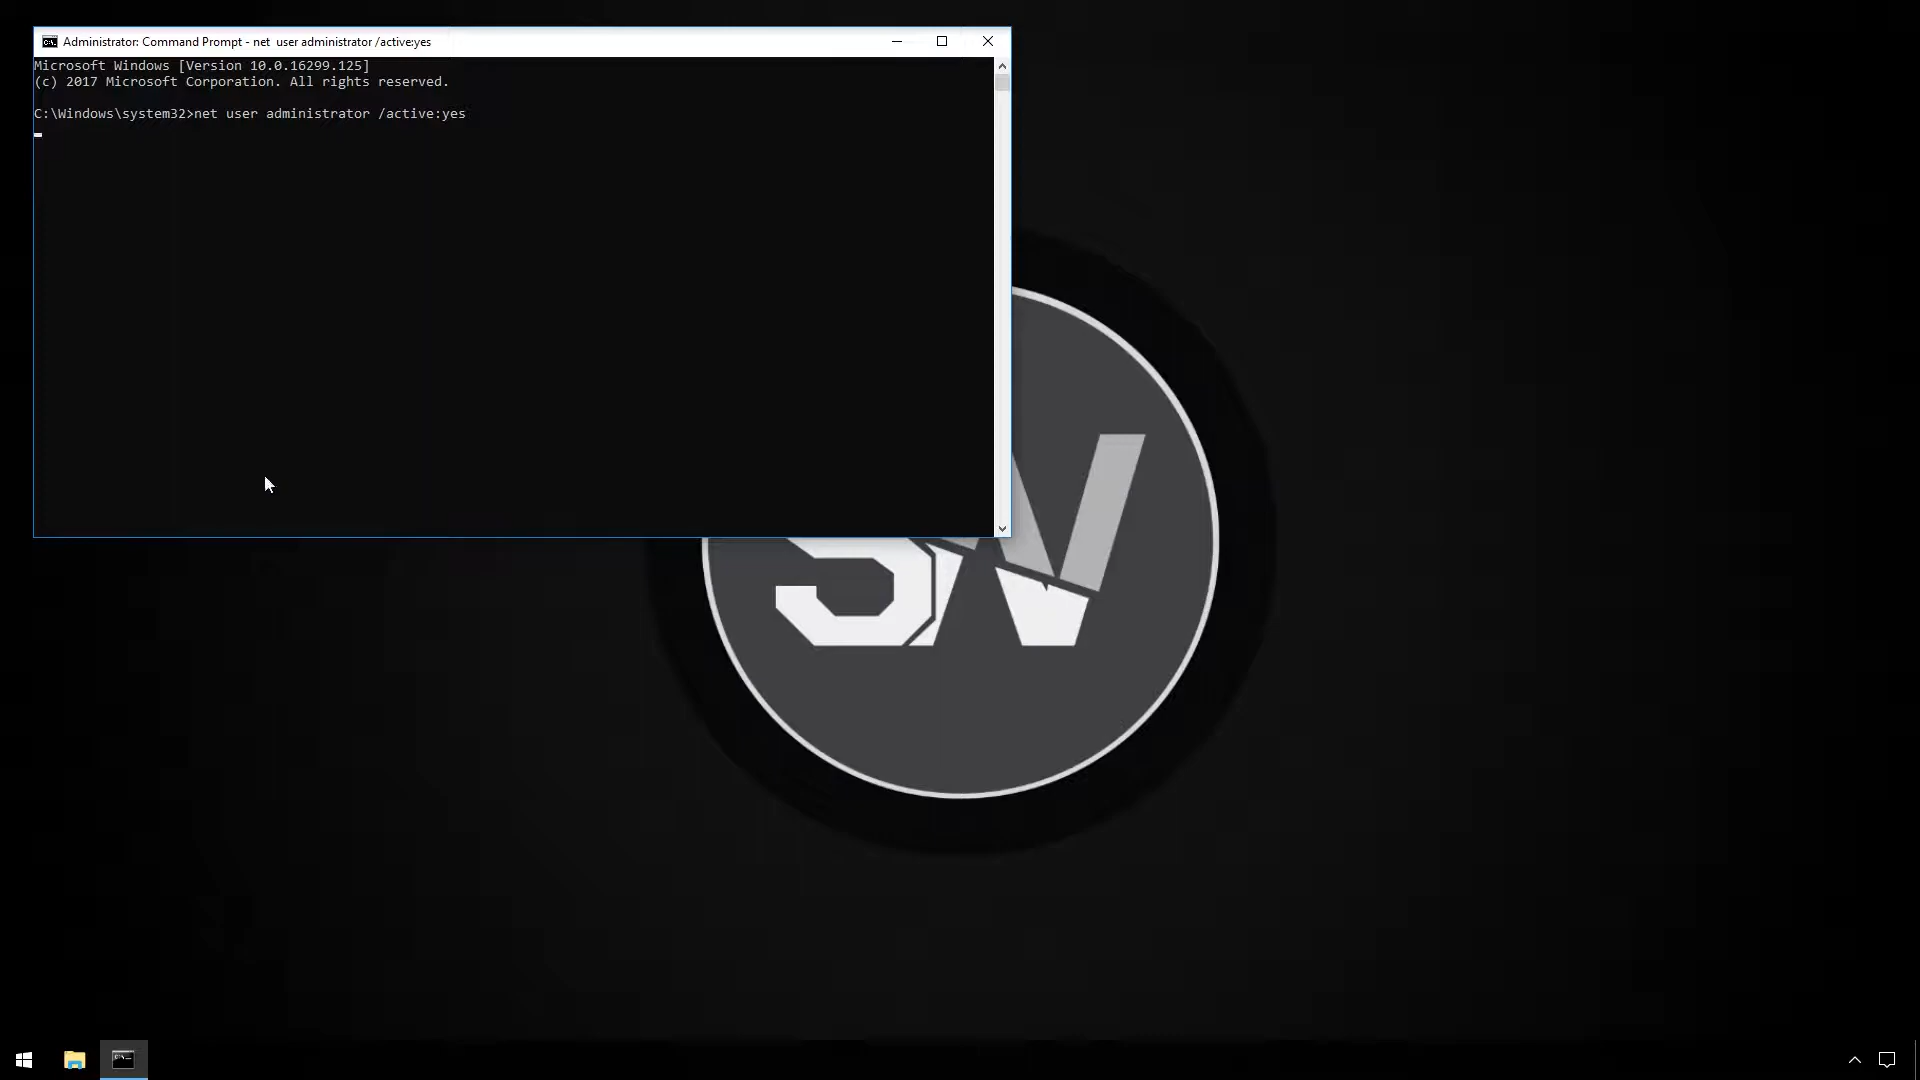 Administrator: Command Prompt - net  user administrator /active:yes
Microsoft Windows [Version 10.0.16299.125]
(c) 2017 Microsoft Corporation. All rights reserved.
C:\Windows\system32>net user administrator /active:yes